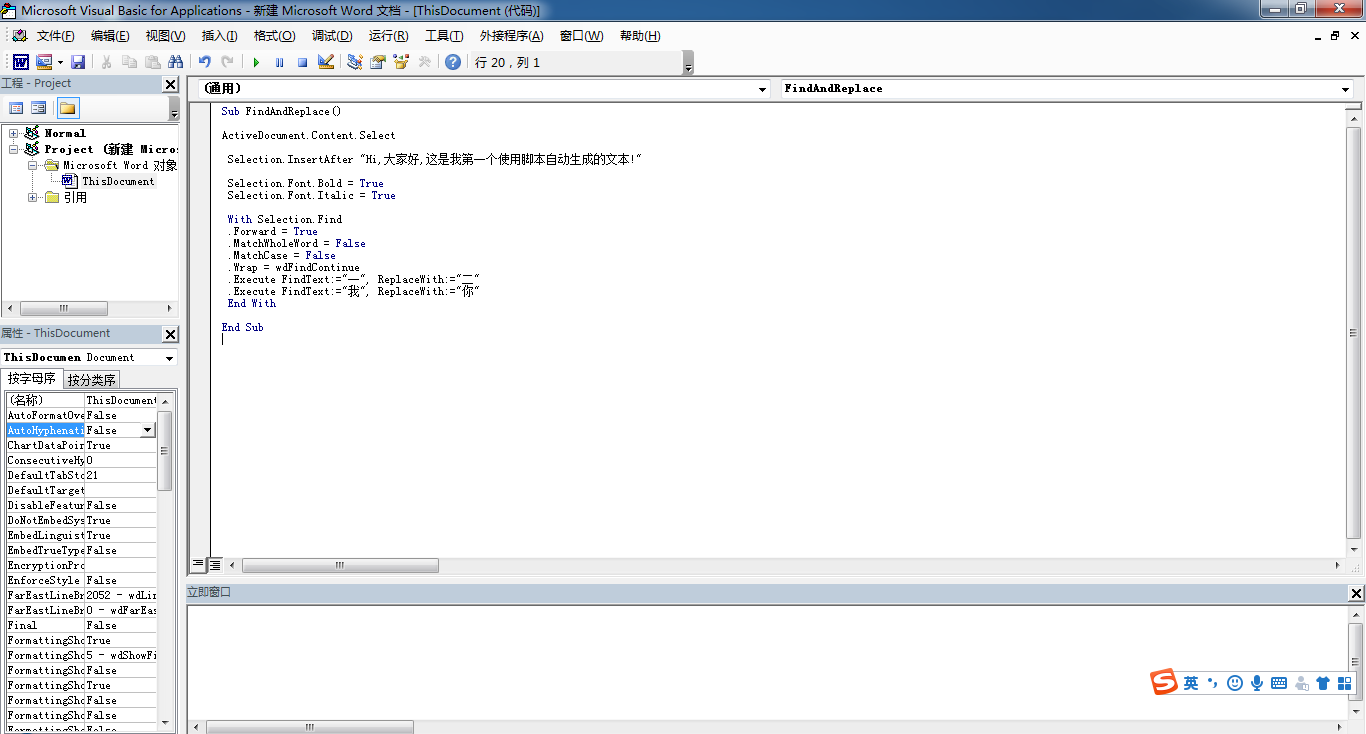 Microsoft Visual Basic for Applications - 新建 Microsoft Word 文档 - [ThisDocument (代码)]
文件(F) 编辑(E) 视图(V) 插入(I) 格式(O) 调试(D) 运行(R) 工具(T) 外接程序(A) 窗口(W) 帮助(H)
行 20，列 1
工程 - Project
Normal
Project (新建 Micros
Microsoft Word 对象
ThisDocument
引用
属性 - ThisDocument
ThisDocumen Document
按字母序 按分类序
(名称) ThisDocument
AutoFormatOve False
AutoHyphenati False
ChartDataPoin True
ConsecutiveHy 0
DefaultTabSto 21
DefaultTarget
DisableFeatur False
DoNotEmbedSys True
EmbedLinguist True
EmbedTrueType False
EncryptionPro
EnforceStyle False
FarEastLineBr 2052 - wdLin
FarEastLineBr 0 - wdFarEas
Final False
FormattingSho True
FormattingSho 5 - wdShowFi
FormattingSho False
FormattingSho True
FormattingSho False
FormattingSho False
(通用) FindAndReplace
Sub FindAndReplace()
ActiveDocument.Content.Select
Selection.InsertAfter "Hi,大家好,这是我第一个使用脚本自动生成的文本!"
Selection.Font.Bold = True
Selection.Font.Italic = True
With Selection.Find
.Forward = True
.MatchWholeWord = False
.MatchCase = False
.Wrap = wdFindContinue
.Execute FindText:="一", ReplaceWith:="二"
.Execute FindText:="我", ReplaceWith:="你"
End With
End Sub
立即窗口
英